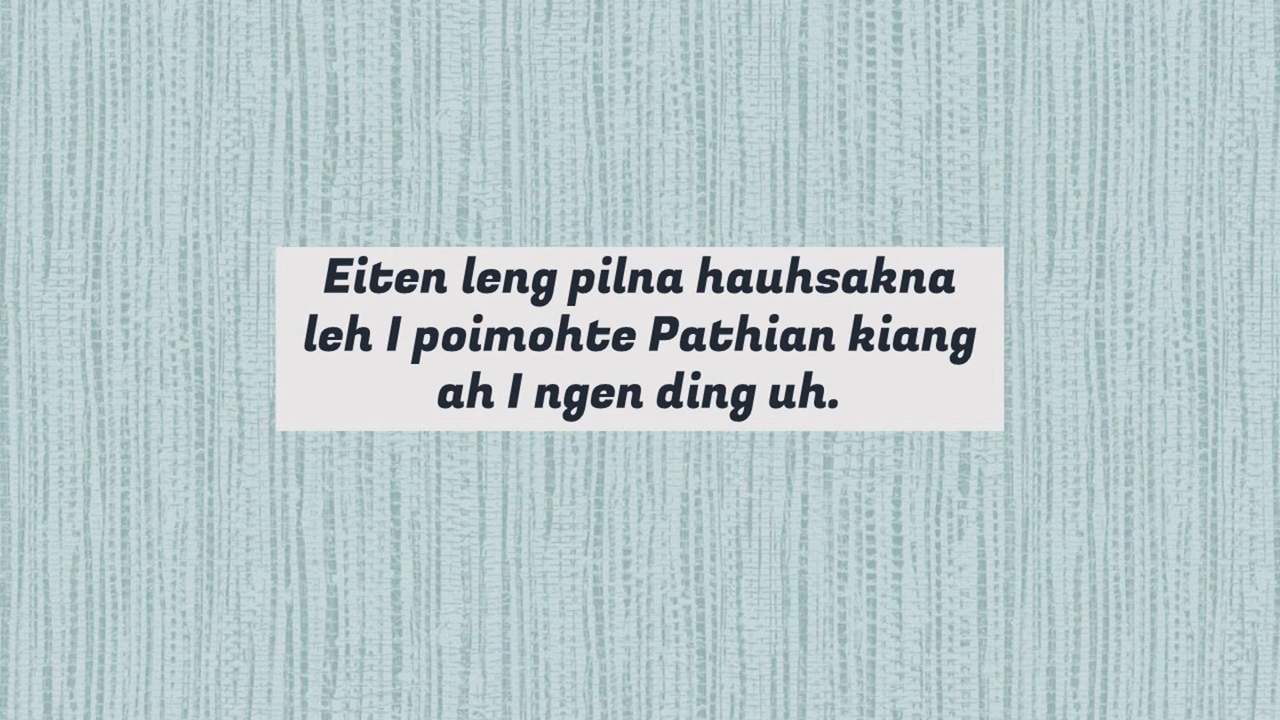 Eiten leng pilna hauhsakna
leh I poimohte Pathian kiang
ah I ngen ding uh.